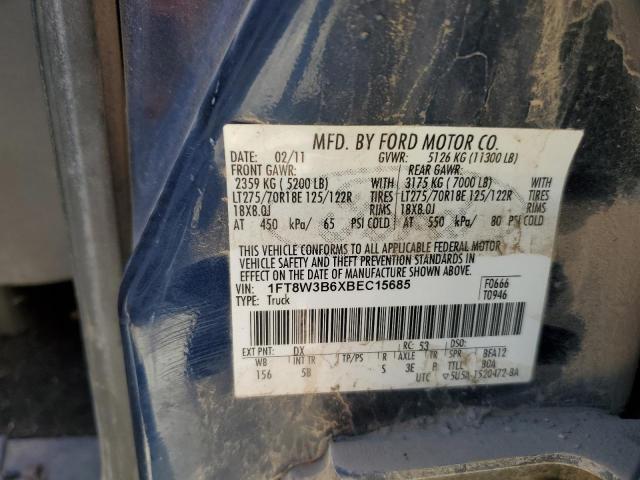 MFD. BY FORD MOTOR CO.
DATE: 02/11 GVWR: 5126 KG (11300 LB)
FRONT GAWR: REAR GAWR:
2359 KG ( 5200 LB) WITH 3175 KG ( 7000 LB) WITH
LT275/70R18E 125/122R TIRES LT275/70R18E 125/122R TIRES
18X8.0J RIMS 18X8.0J RIMS
AT 450 kPa/ 65 PSI COLD AT 550 kPa/ 80 PSI COLD
THIS VEHICLE CONFORMS TO ALL APPLICABLE FEDERAL MOTOR
VEHICLE SAFETY AND THEFT PREVENTION STANDARDS IN
EFFECT ON THE DATE OF MANUFACTURE SHOWN ABOVE.
VIN: 1FT8W3B6XBEC15685 F0666
TYPE: Truck T0946
EXT PNT: DX RC: 53 DSO:
WB INT TR TP/PS R AXLE TR SPR BFA12
156 5B S 3E P TTLL BOA
UTC